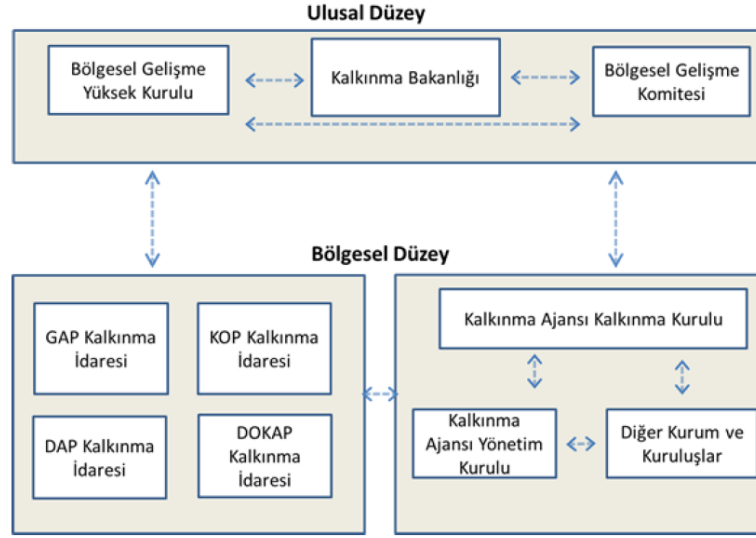 Ulusal Düzey
Bölgesel Gelişme
Yüksek Kurulu
Kalkınma Bakanlığı
Bölgesel Gelişme
Komitesi
Bölgesel Düzey
GAP Kalkınma
İdaresi
KOP Kalkınma
İdaresi
DAP Kalkınma
İdaresi
DOKAP
Kalkınma
İdaresi
Kalkınma Ajansı Kalkınma Kurulu
Kalkınma
Ajansı Yönetim
Kurulu
Diğer Kurum ve
Kuruluşlar